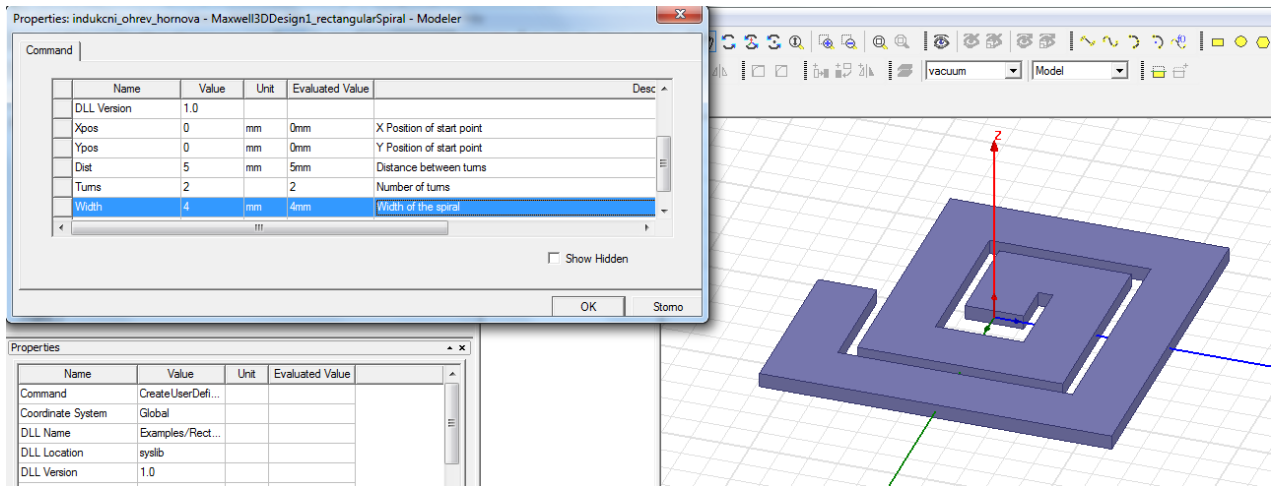 Properties: indukcni_ohrev_hornova - Maxwell3DDesign1_rectangularSpiral - Modeler
Command
Name Value Unit Evaluated Value Desc
DLL Version 1.0
Xpos 0 mm 0mm X Position of start point
Ypos 0 mm 0mm Y Position of start point
Dist 5 mm 5mm Distance between turns
Turns 2 2 Number of turns
Width 4 mm 4mm Width of the spiral
Show Hidden
OK Storno
vacuum Model
Z
Properties
Name Value Unit Evaluated Value
Command CreateUserDefi...
Coordinate System Global
DLL Name Examples/Rect...
DLL Location syslib
DLL Version 1.0